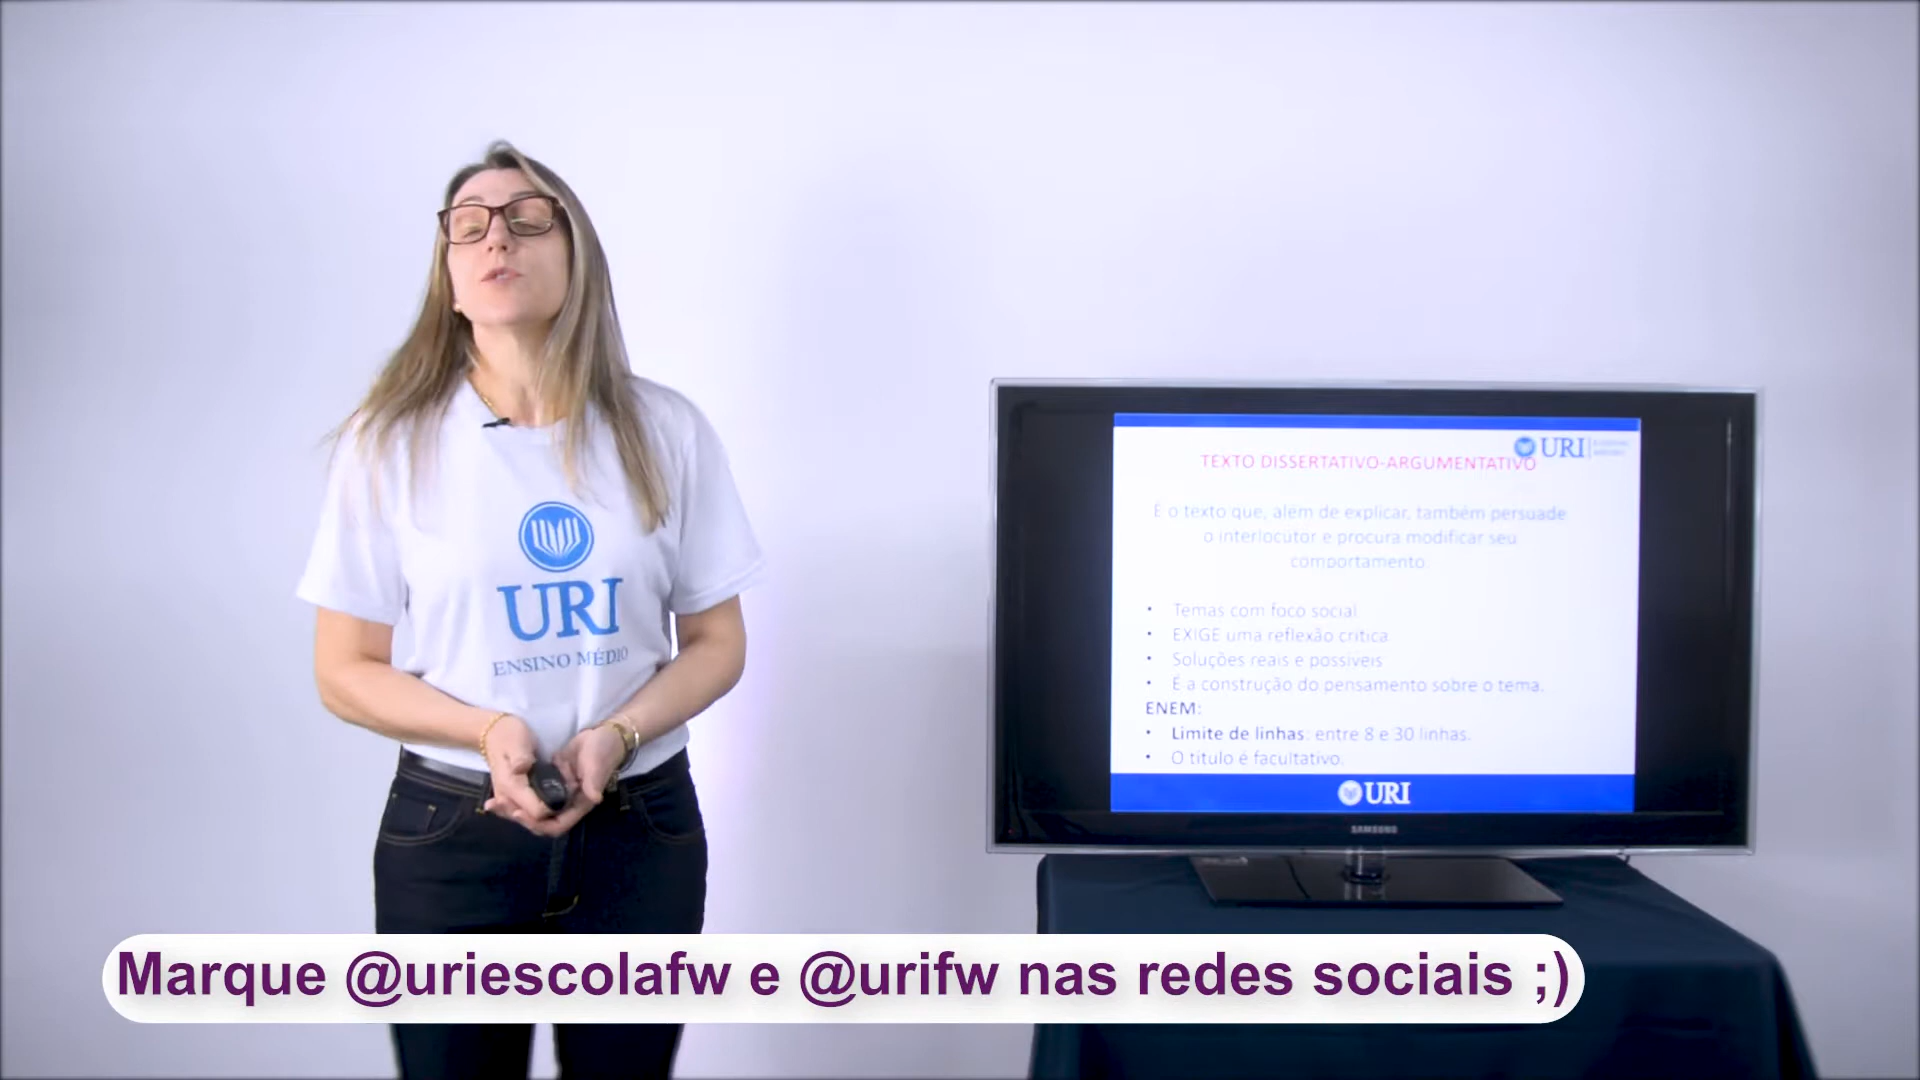 URI
ENSINO MÉDIO
URI
TEXTO DISSERTATIVO-ARGUMENTATIVO
É o texto que, além de explicar, também persuade
o interlocutor e procura modificar seu
comportamento.
• Temas com foco social.
• EXIGE uma reflexão crítica.
• Soluções reais e possíveis
• É a construção do pensamento sobre o tema.
ENEM:
• Limite de linhas: entre 8 e 30 linhas.
• O título é facultativo.
URI
SAMSUNG
Marque @uriescolafw e @urifw nas redes sociais ;)